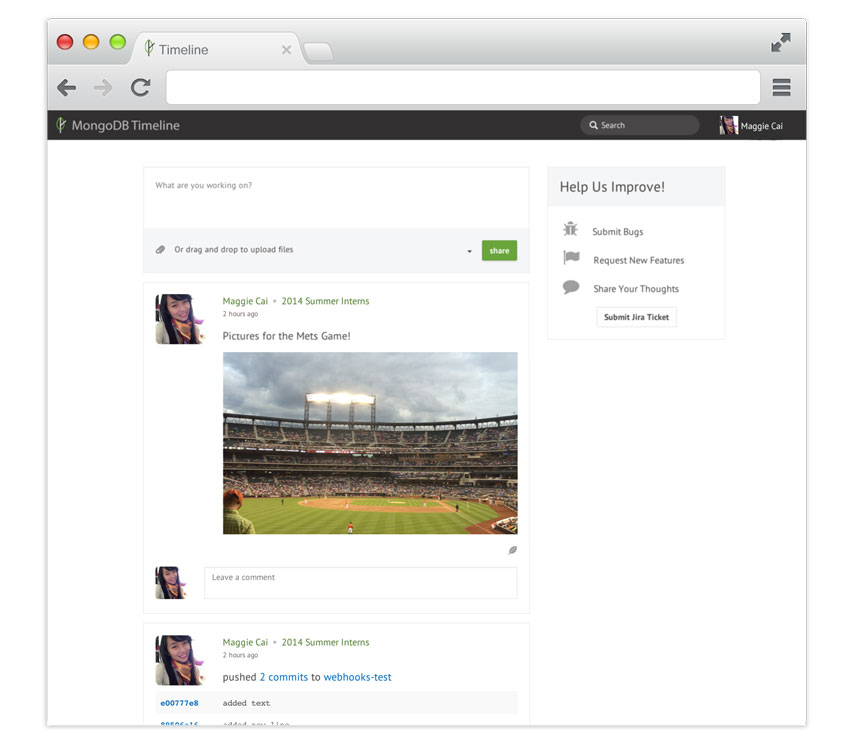 Timeline
MongoDB Timeline
Search
Maggie Cai
What are you working on?
Or drag and drop to upload files
share
Maggie Cai • 2014 Summer Interns
2 hours ago
Pictures for the Mets Game!
Leave a comment
Maggie Cai • 2014 Summer Interns
2 hours ago
pushed 2 commits to webhooks-test
e00777e8 added text
added new line
Help Us Improve!
Submit Bugs
Request New Features
Share Your Thoughts
Submit Jira Ticket